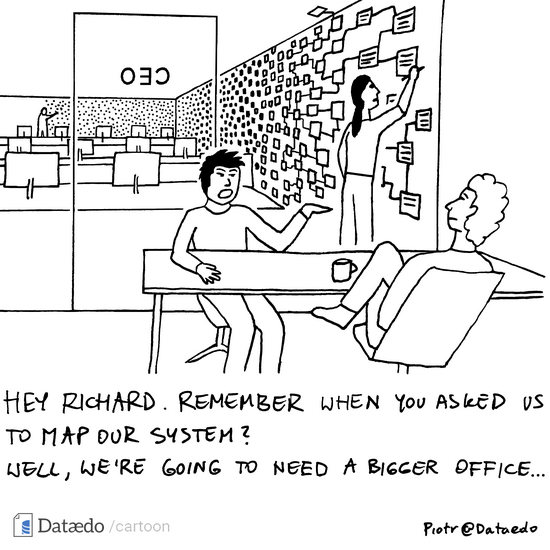 CEO
HEY RICHARD. REMEMBER WHEN YOU ASKED US
TO MAP OUR SYSTEM?
WELL, WE'RE GOING TO NEED A BIGGER OFFICE...
Dataedo /cartoon
Piotr@Dataedo